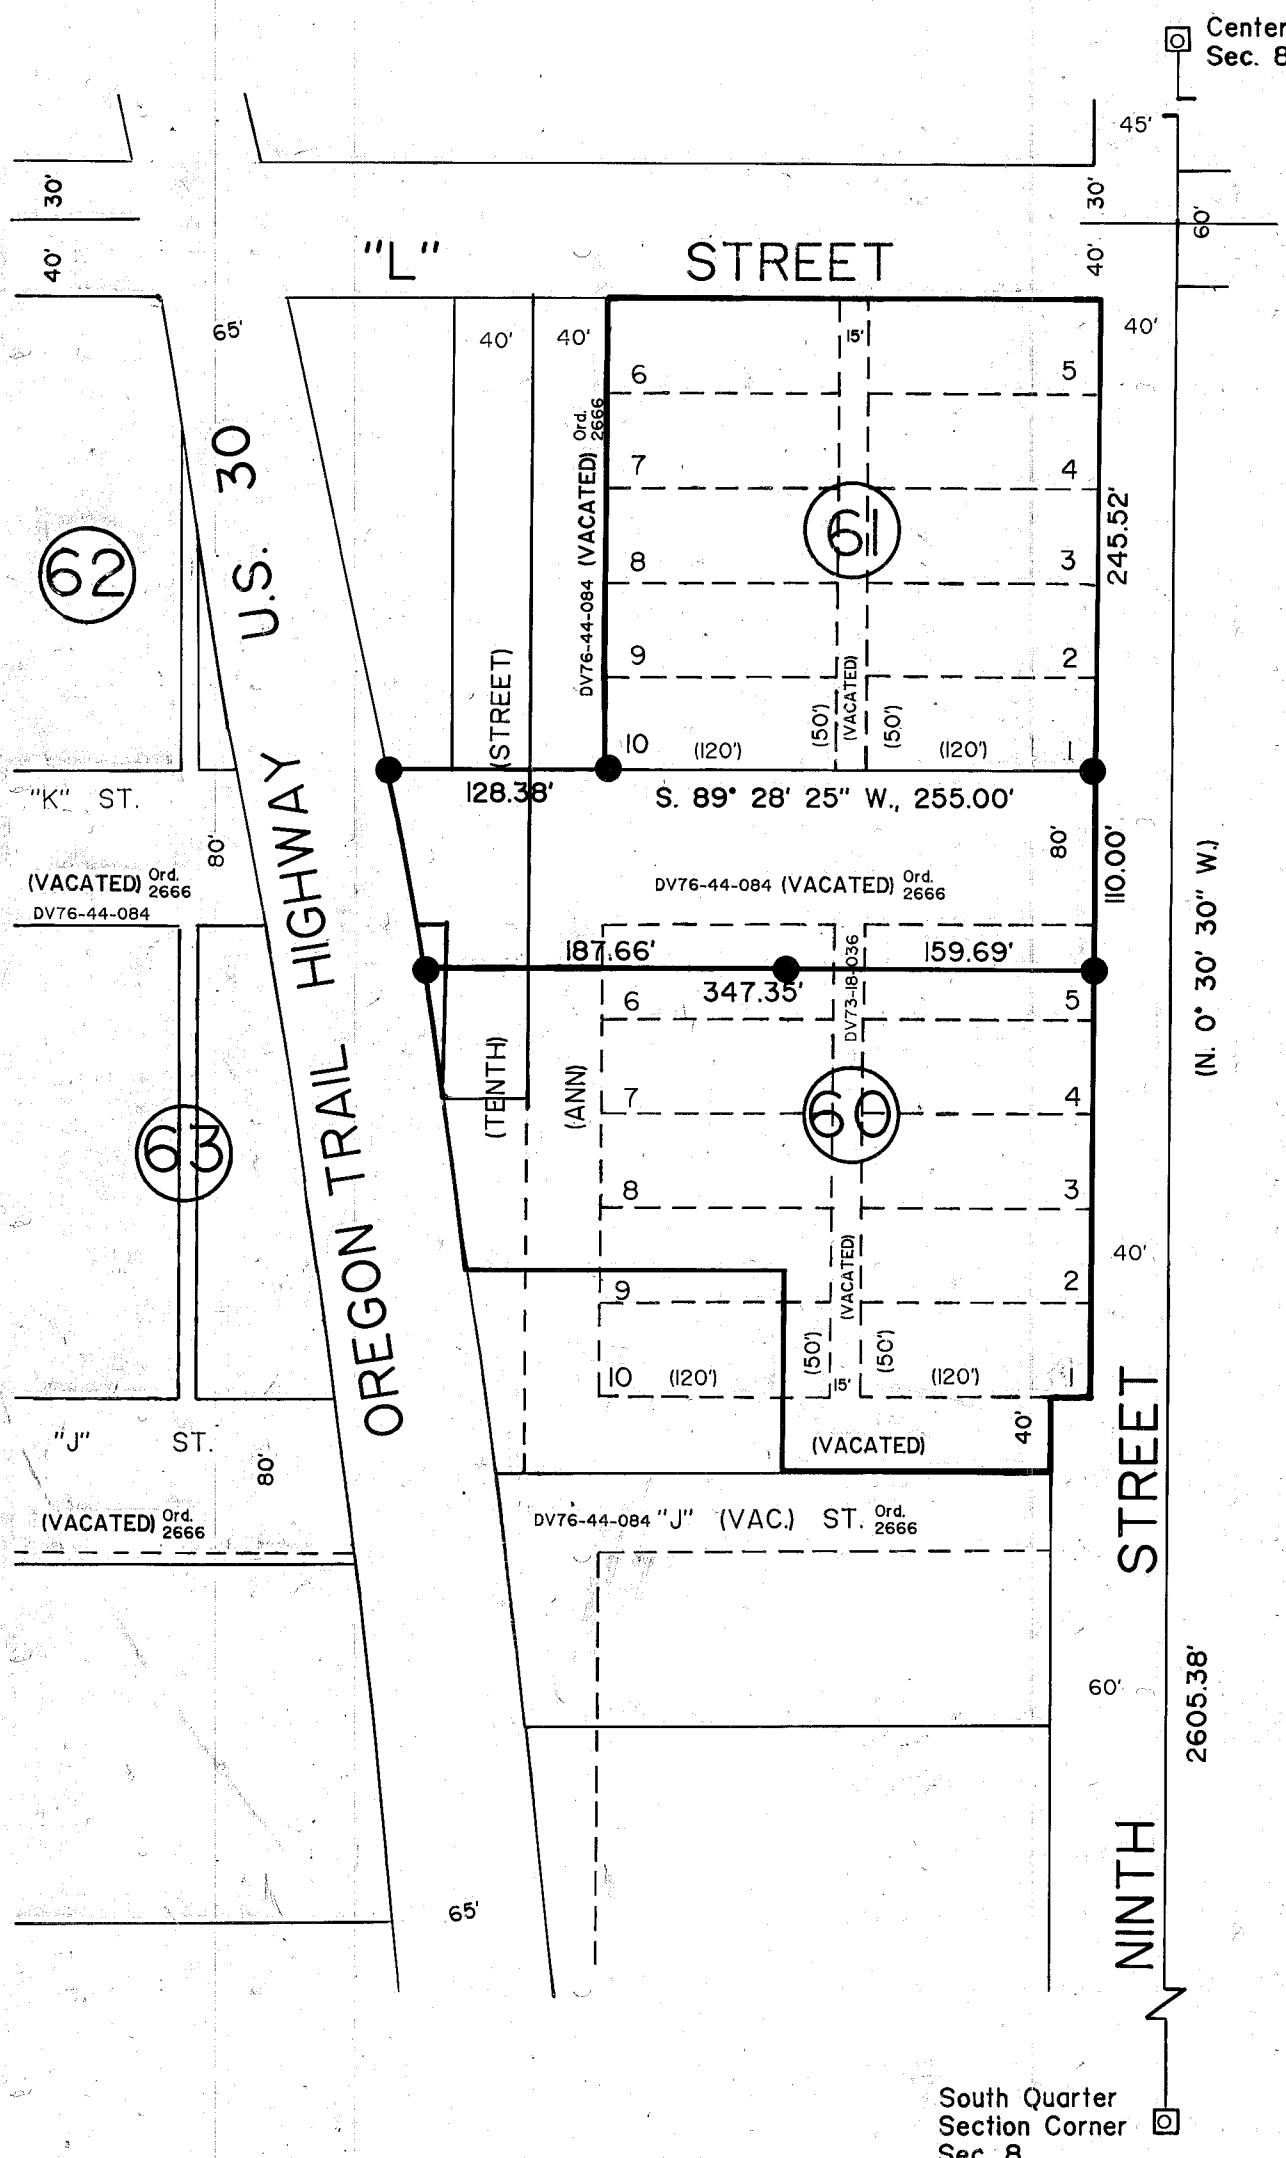 Center
Sec. 8
45'
30'
30'
60'
40'
40'
"L" STREET
65'
40'
40'
15'
40'
6
5
Ord.
2666
DV76-44-084 (VACATED)
U.S. 30
7
4
61
245.52'
62
8
3
(STREET)
9
2
(VACATED)
(50')
(50')
10
(120')
(120')
1
128.38'
S. 89° 28' 25" W., 255.00'
"K" ST.
80'
80'
110.00'
(VACATED) Ord.
2666
DV76-44-084
DV76-44-084 (VACATED) Ord.
2666
OREGON TRAIL HIGHWAY
187.66'
159.69'
347.35'
DV73-18-036
(N. 0° 30' 30" W.)
6
5
(TENTH)
(ANN)
7
4
60
63
8
3
40'
(VACATED)
9
2
(50')
(50')
10
(120')
15'
(120')
1
"J" ST.
80'
(VACATED)
40'
(VACATED) Ord.
2666
DV76-44-084 "J" (VAC.) ST. Ord.
2666
NINTH STREET
60'
2605.38'
65'
South Quarter
Section Corner
Sec. 8